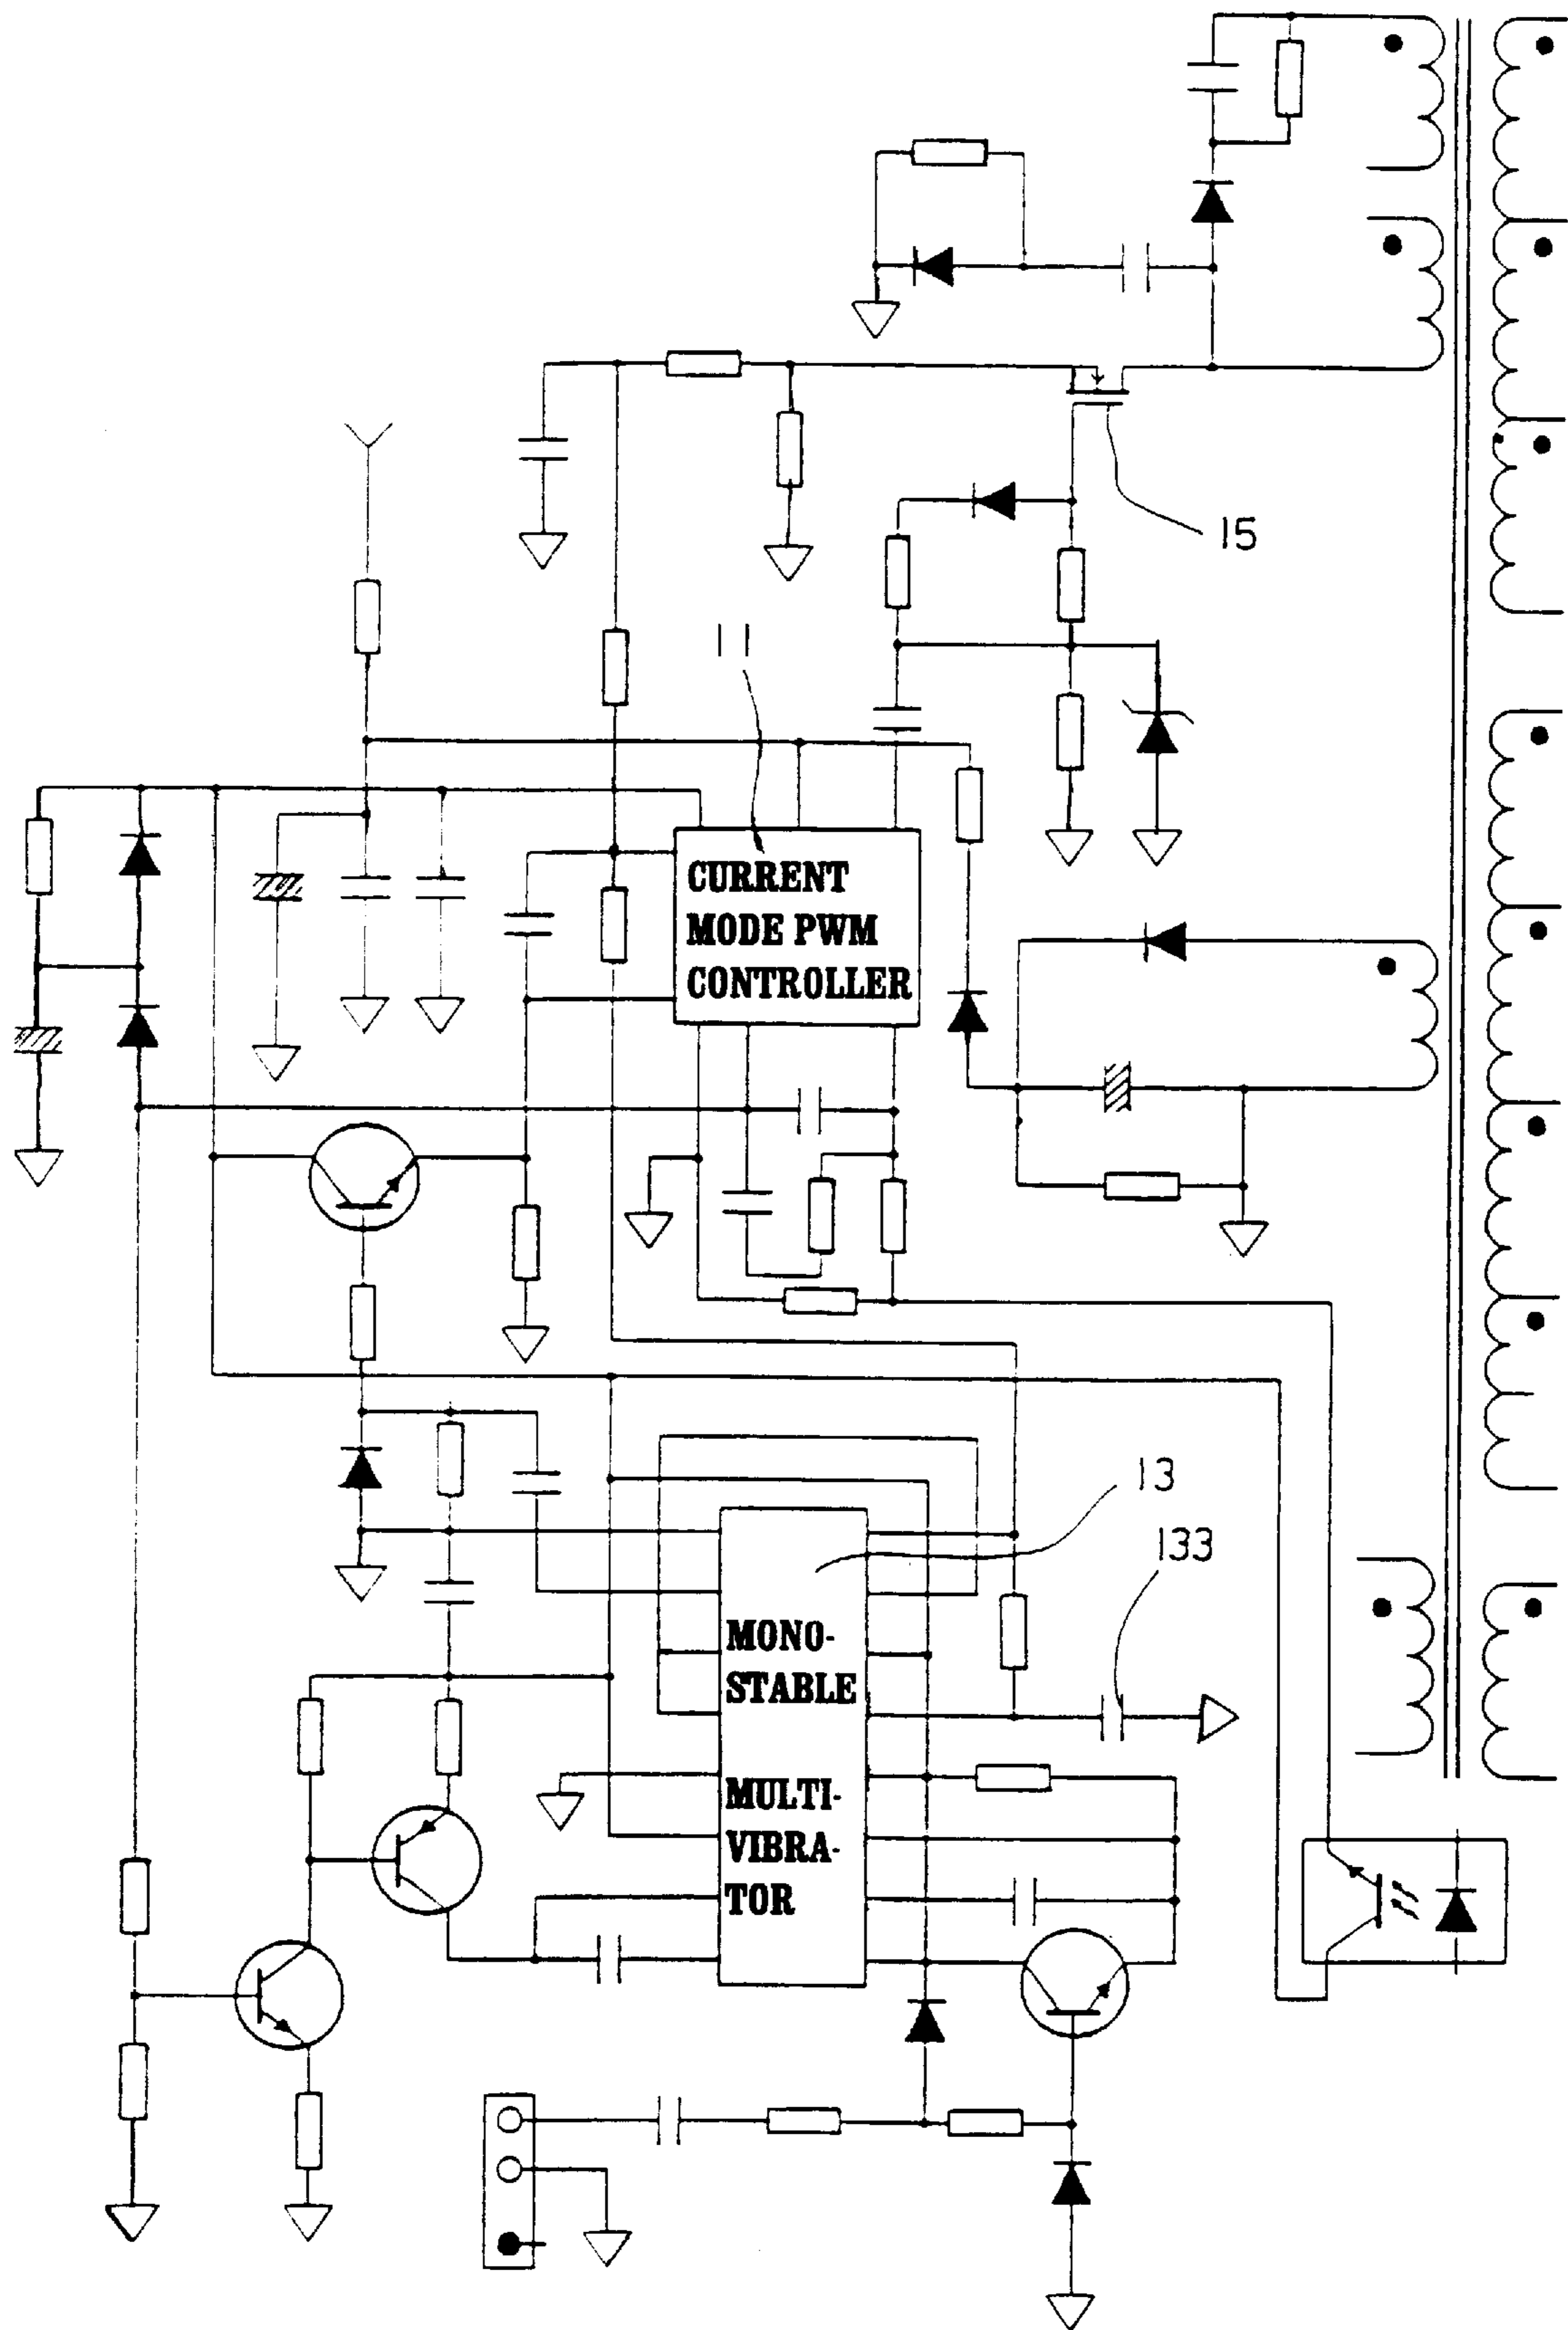 15
11
CURRENT
MODE PWM
CONTROLLER
13
133
MONO-
STABLE
MULTI-
VIBRA-
TOR